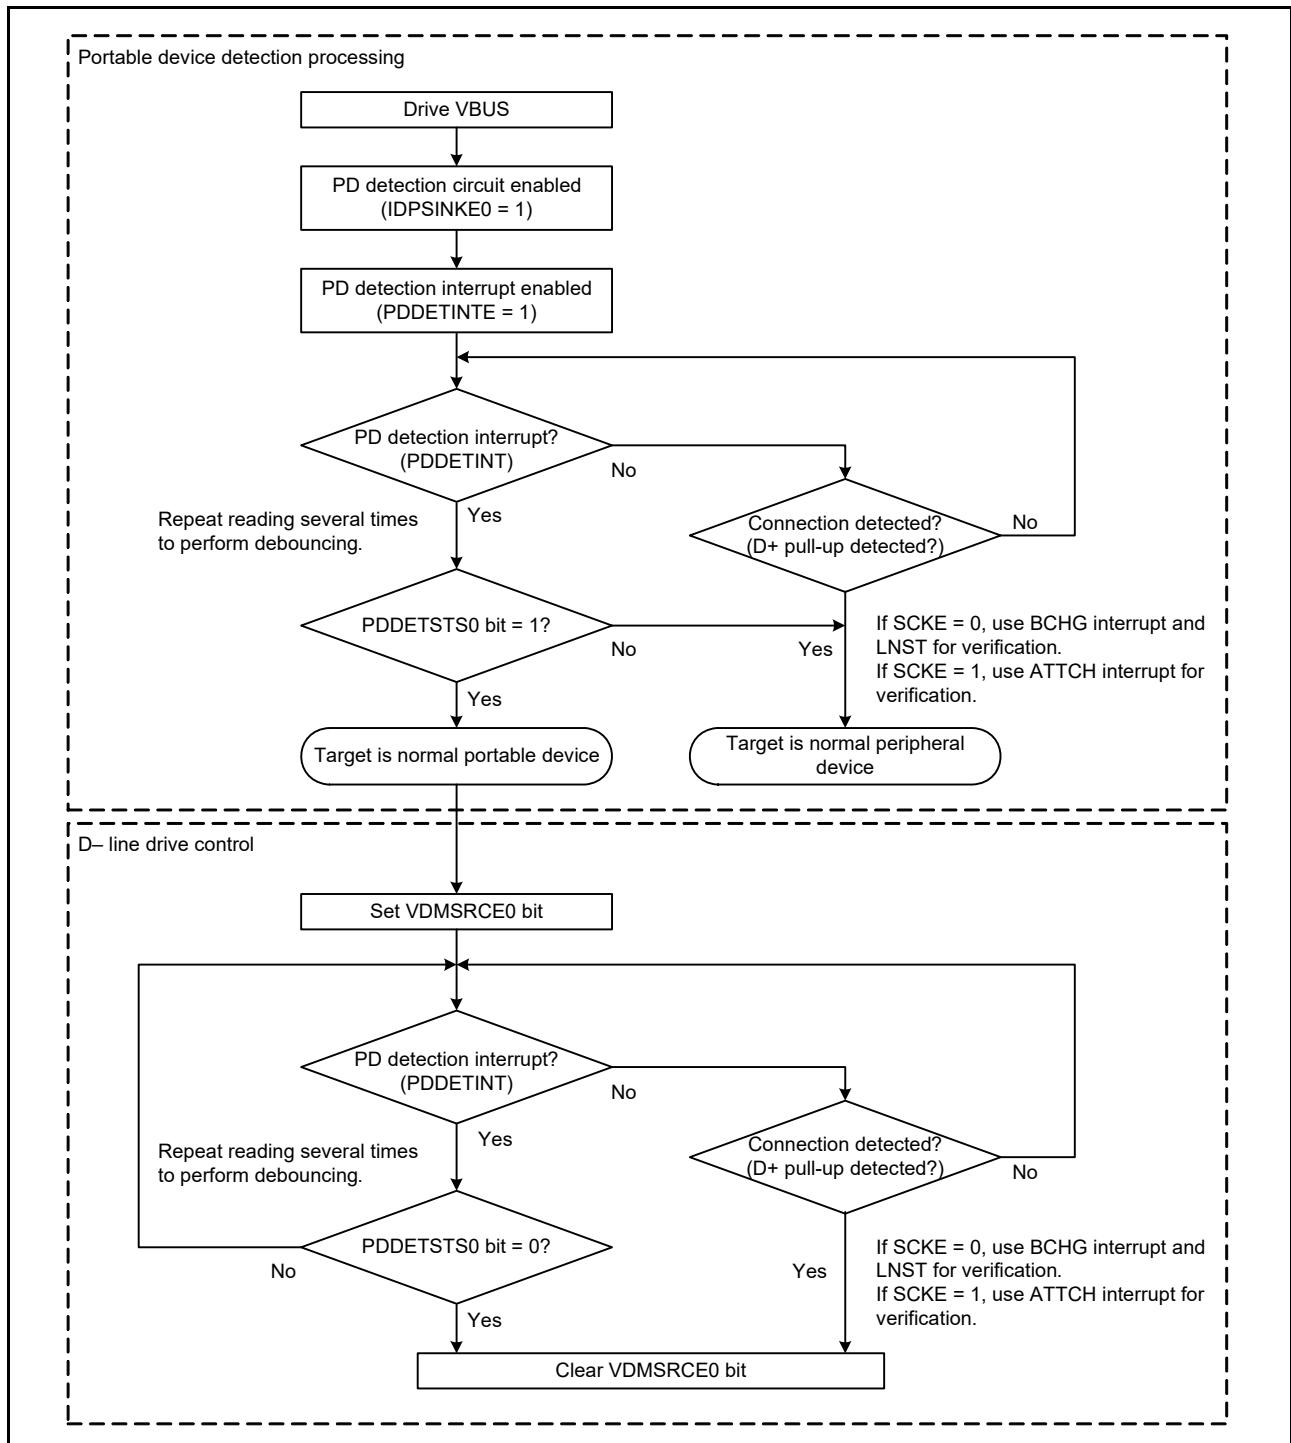 Portable device detection processing
Drive VBUS
PD detection circuit enabled
(IDPSINKE0 = 1)
PD detection interrupt enabled
(PDDETINTE = 1)
PD detection interrupt?
(PDDETINT)
No
Yes
Repeat reading several times
to perform debouncing.
Connection detected?
(D+ pull-up detected?)
No
PDDETSTS0 bit = 1?
No
Yes
Yes
If SCKE = 0, use BCHG interrupt and
LNST for verification.
If SCKE = 1, use ATTCH interrupt for
verification.
Target is normal portable device
Target is normal peripheral
device
D– line drive control
Set VDMSRCE0 bit
PD detection interrupt?
(PDDETINT)
No
Yes
Repeat reading several times
to perform debouncing.
Connection detected?
(D+ pull-up detected?)
No
PDDETSTS0 bit = 0?
No
Yes
Yes
If SCKE = 0, use BCHG interrupt and
LNST for verification.
If SCKE = 1, use ATTCH interrupt for
verification.
Clear VDMSRCE0 bit